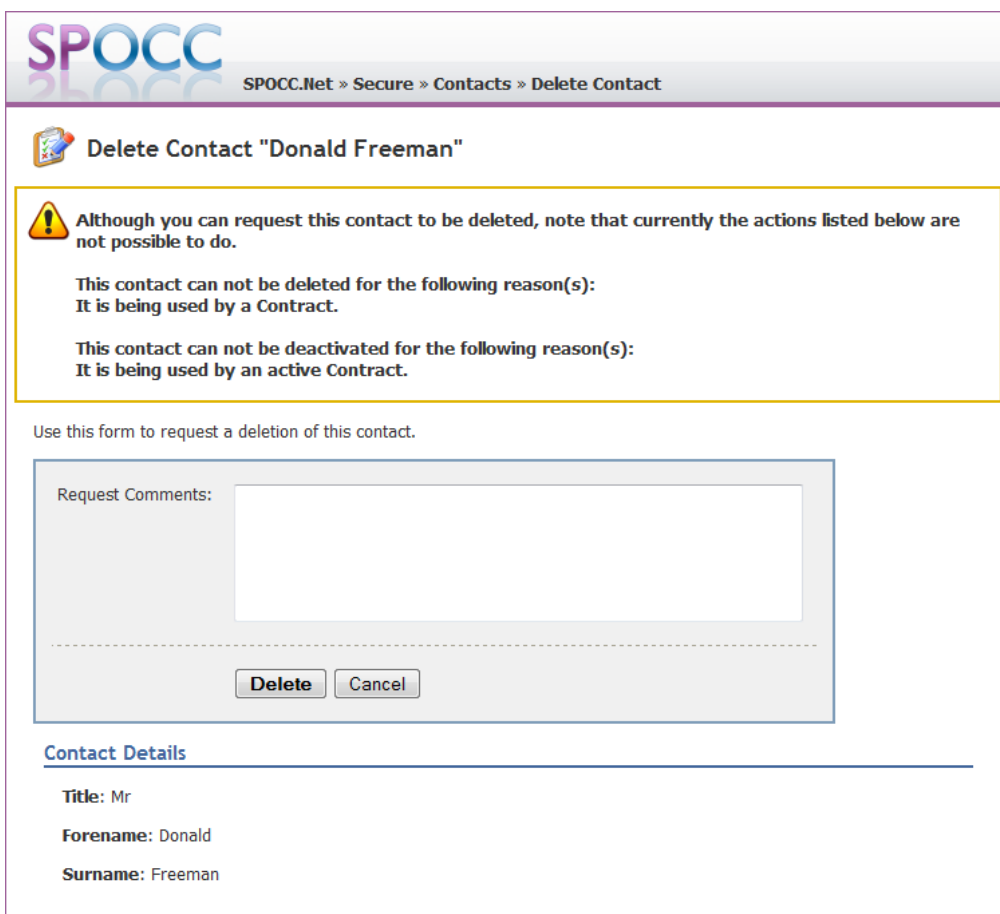 SPOCC
SPOCC.Net » Secure » Contacts » Delete Contact
Delete Contact "Donald Freeman"
Although you can request this contact to be deleted, note that currently the actions listed below are
not possible to do.
This contact can not be deleted for the following reason(s):
It is being used by a Contract.
This contact can not be deactivated for the following reason(s):
It is being used by an active Contract.
Use this form to request a deletion of this contact.
Request Comments:
Delete Cancel
Contact Details
Title: Mr
Forename: Donald
Surname: Freeman